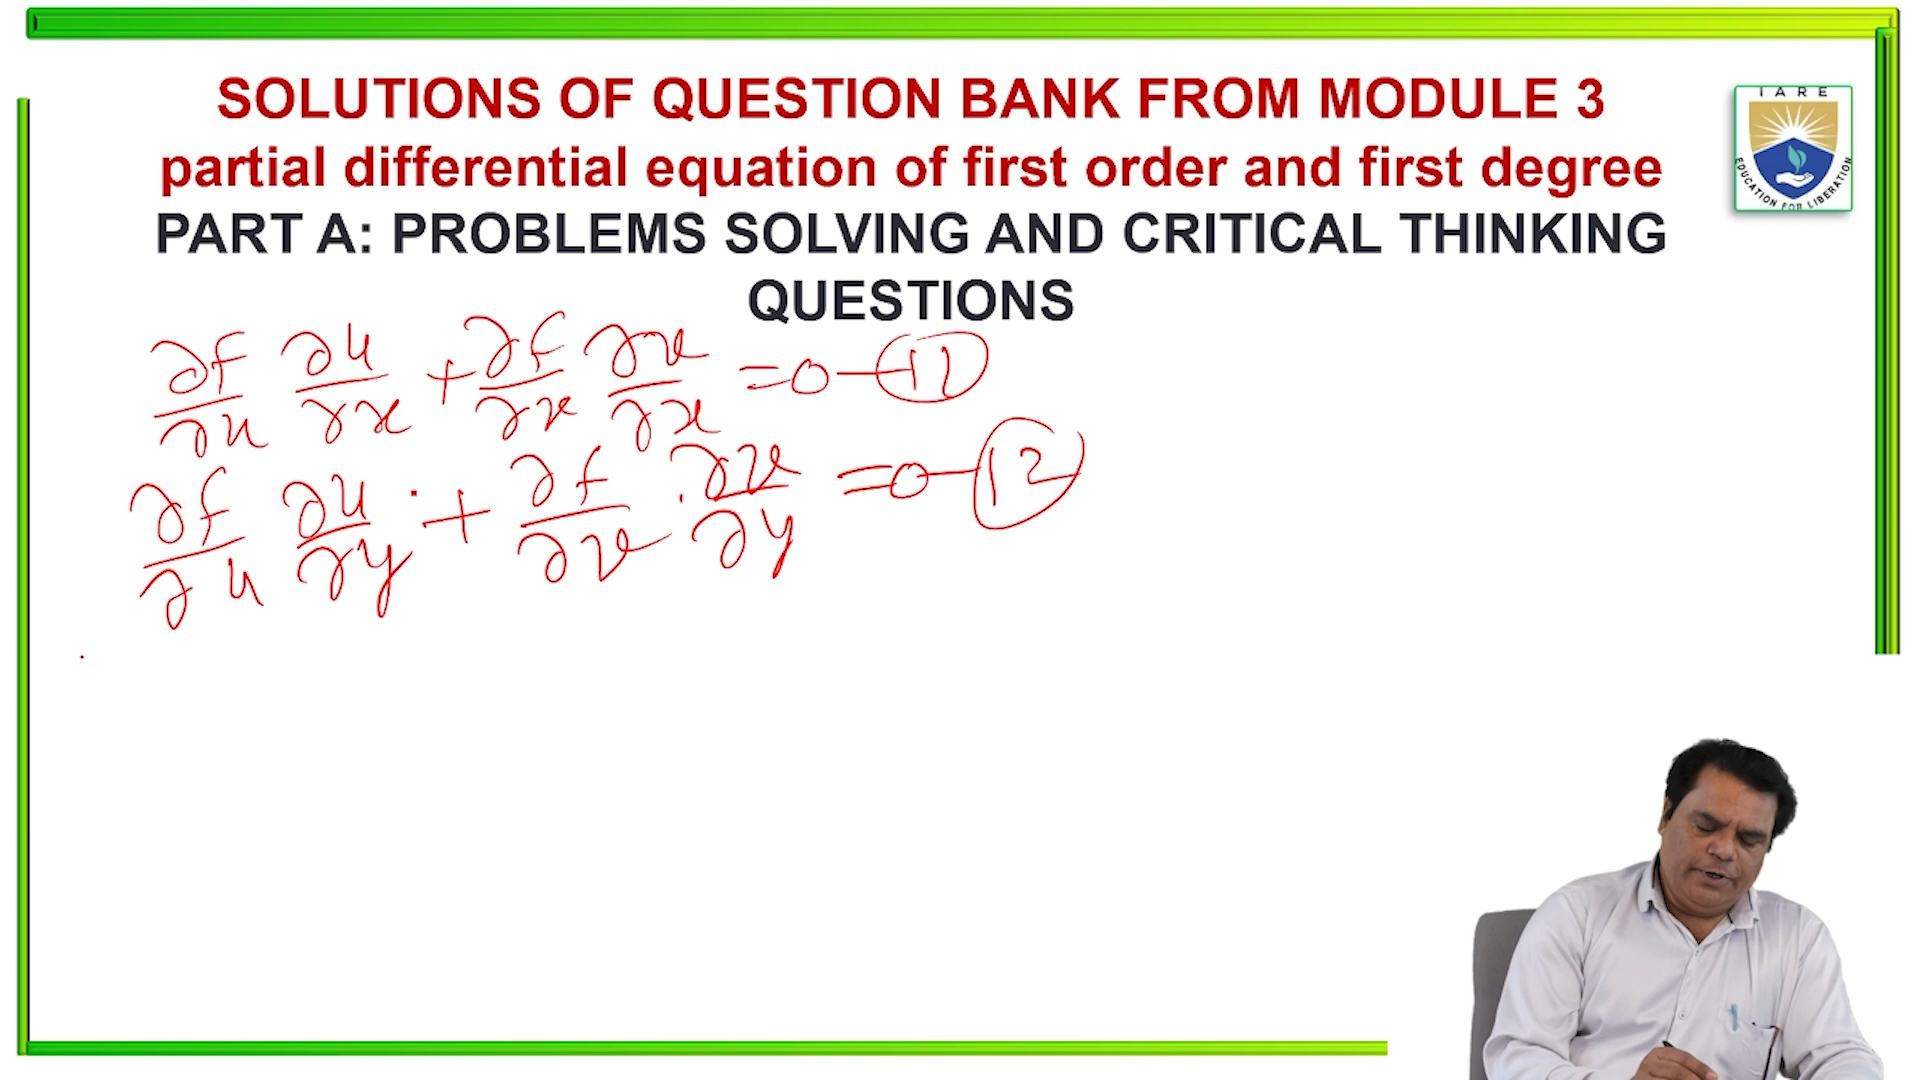 SOLUTIONS OF QUESTION BANK FROM MODULE 3
partial differential equation of first order and first degree
PART A: PROBLEMS SOLVING AND CRITICAL THINKING
QUESTIONS
IARE
EDUCATION FOR LIBERATION
∂f/∂u ∂u/∂x + ∂f/∂v ∂v/∂x = 0 — (11)
∂f/∂u ∂u/∂y + ∂f/∂v · ∂v/∂y = 0 — (12)